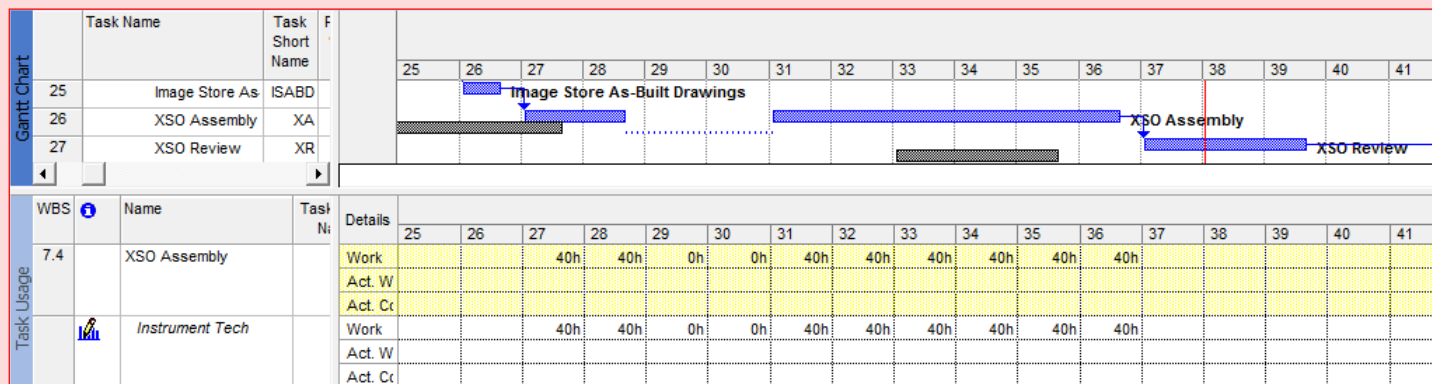 Gantt Chart
Task Name Task Short Name
25 26 27 28 29 30 31 32 33 34 35 36 37 38 39 40 41
25 Image Store As ISABD
Image Store As-Built Drawings
26 XSO Assembly XA
XSO Assembly
27 XSO Review XR
XSO Review
Task Usage
WBS Name Task Details
25 26 27 28 29 30 31 32 33 34 35 36 37 38 39 40 41
7.4 XSO Assembly Work 40h 40h 0h 0h 40h 40h 40h 40h 40h 40h
Act. W
Act. Cc
Instrument Tech Work 40h 40h 0h 0h 40h 40h 40h 40h 40h 40h
Act. W
Act. Cc